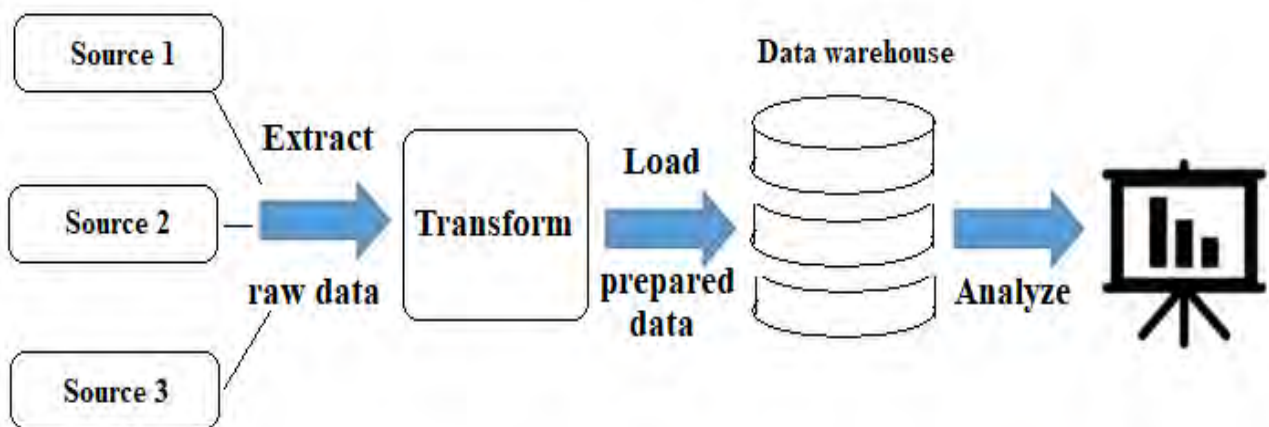 Source 1
Source 2
Source 3
Extract
raw data
Transform
Load
prepared
data
Data warehouse
Analyze